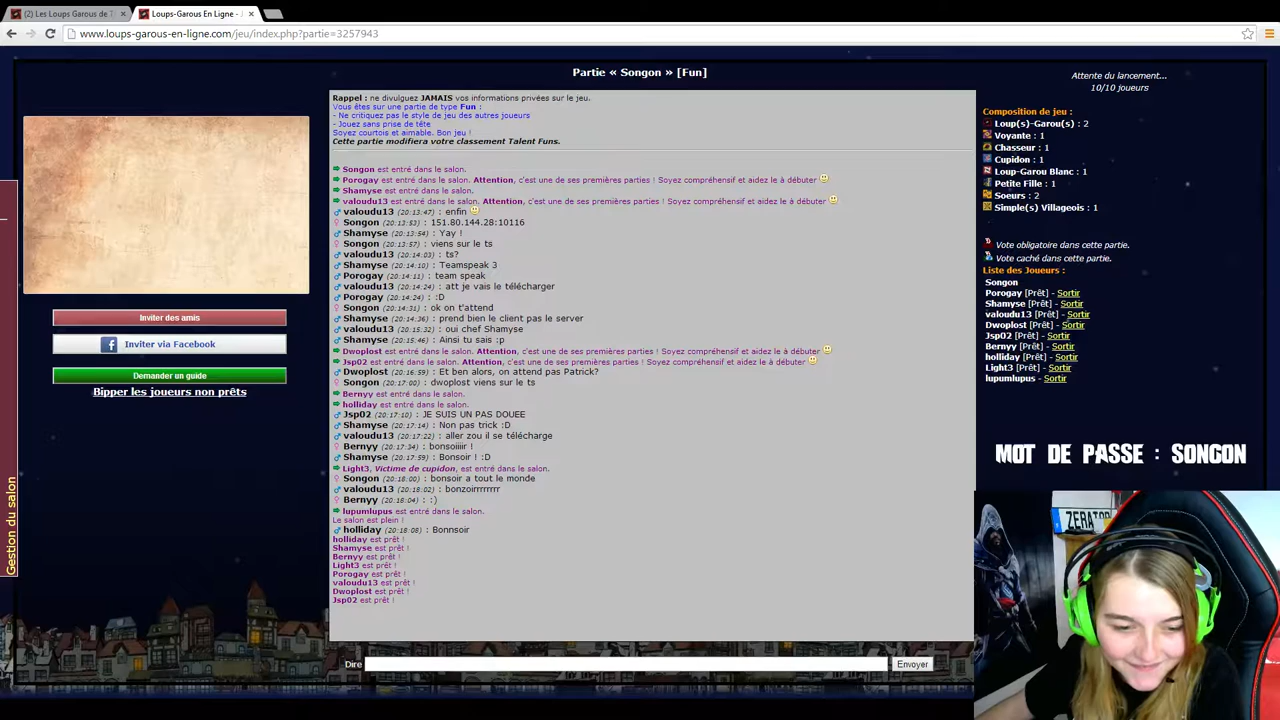 (2) Les Loups Garous de T
Loups-Garous En Ligne - J
www.loups-garous-en-ligne.com/jeu/index.php?partie=3257943
Partie « Songon » [Fun]
Attente du lancement...
10/10 joueurs
Rappel : ne divulguez JAMAIS vos informations privées sur le jeu.
Vous êtes sur une partie de type Fun :
- Ne critiquez pas le style de jeu des autres joueurs
- Jouez sans prise de tête
Soyez courtois et aimable. Bon jeu !
Cette partie modifiera votre classement Talent Funs.
Songon est entré dans le salon.
Porogay est entré dans le salon. Attention, c'est une de ses premières parties ! Soyez compréhensif et aidez le à débuter
Shamyse est entré dans le salon.
valoudu13 est entré dans le salon. Attention, c'est une de ses premières parties ! Soyez compréhensif et aidez le à débuter
valoudu13 (20:13:47) : enfin
Songon (20:13:53) : 151.80.144.28:10116
Shamyse (20:13:54) : Yay !
Songon (20:13:57) : viens sur le ts
valoudu13 (20:14:03) : ts?
Shamyse (20:14:10) : Teamspeak 3
Porogay (20:14:11) : team speak
valoudu13 (20:14:24) : att je vais le télécharger
Porogay (20:14:24) : :D
Songon (20:14:31) : ok on t'attend
Shamyse (20:14:36) : prend bien le client pas le server
valoudu13 (20:15:32) : oui chef Shamyse
Shamyse (20:15:46) : Ainsi tu sais :p
Dwoplost est entré dans le salon. Attention, c'est une de ses premières parties ! Soyez compréhensif et aidez le à débuter
Jsp02 est entré dans le salon. Attention, c'est une de ses premières parties ! Soyez compréhensif et aidez le à débuter
Dwoplost (20:16:59) : Et ben alors, on attend pas Patrick?
Songon (20:17:00) : dwoplost viens sur le ts
Bernyy est entré dans le salon.
holliday est entré dans le salon.
Jsp02 (20:17:10) : JE SUIS UN PAS DOUEE
Shamyse (20:17:14) : Non pas trick :D
valoudu13 (20:17:22) : aller zou il se télécharge
Bernyy (20:17:34) : bonsoiiiir !
Shamyse (20:17:59) : Bonsoir ! :D
Light3, Victime de cupidon, est entré dans le salon.
Songon (20:18:00) : bonsoir a tout le monde
valoudu13 (20:18:02) : bonzoirrrrrrrr
Bernyy (20:18:04) : :)
lupumlupus est entré dans le salon.
Le salon est plein !
holliday (20:18:08) : Bonnsoir
holliday est prêt !
Shamyse est prêt !
Bernyy est prêt !
Light3 est prêt !
Porogay est prêt !
valoudu13 est prêt !
Dwoplost est prêt !
Jsp02 est prêt !
Dire
Envoyer
Inviter des amis
Inviter via Facebook
Demander un guide
Bipper les joueurs non prêts
Gestion du salon
Composition de jeu :
Loup(s)-Garou(s) : 2
Voyante : 1
Chasseur : 1
Cupidon : 1
Loup-Garou Blanc : 1
Petite Fille : 1
Soeurs : 2
Simple(s) Villageois : 1
Vote obligatoire dans cette partie.
Vote caché dans cette partie.
Liste des Joueurs :
Songon
Porogay [Prêt] - Sortir
Shamyse [Prêt] - Sortir
valoudu13 [Prêt] - Sortir
Dwoplost [Prêt] - Sortir
Jsp02 [Prêt] - Sortir
Bernyy [Prêt] - Sortir
holliday [Prêt] - Sortir
Light3 [Prêt] - Sortir
lupumlupus - Sortir
MOT DE PASSE : SONGON
ZERATOR